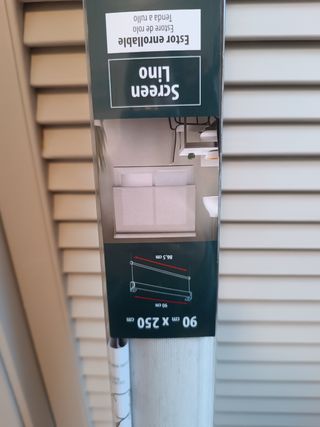 Estor enrollable
Estore de rolo
Tenda a rullo
Screen
Lino
86,5 cm
90 cm
90 cm x 250 cm